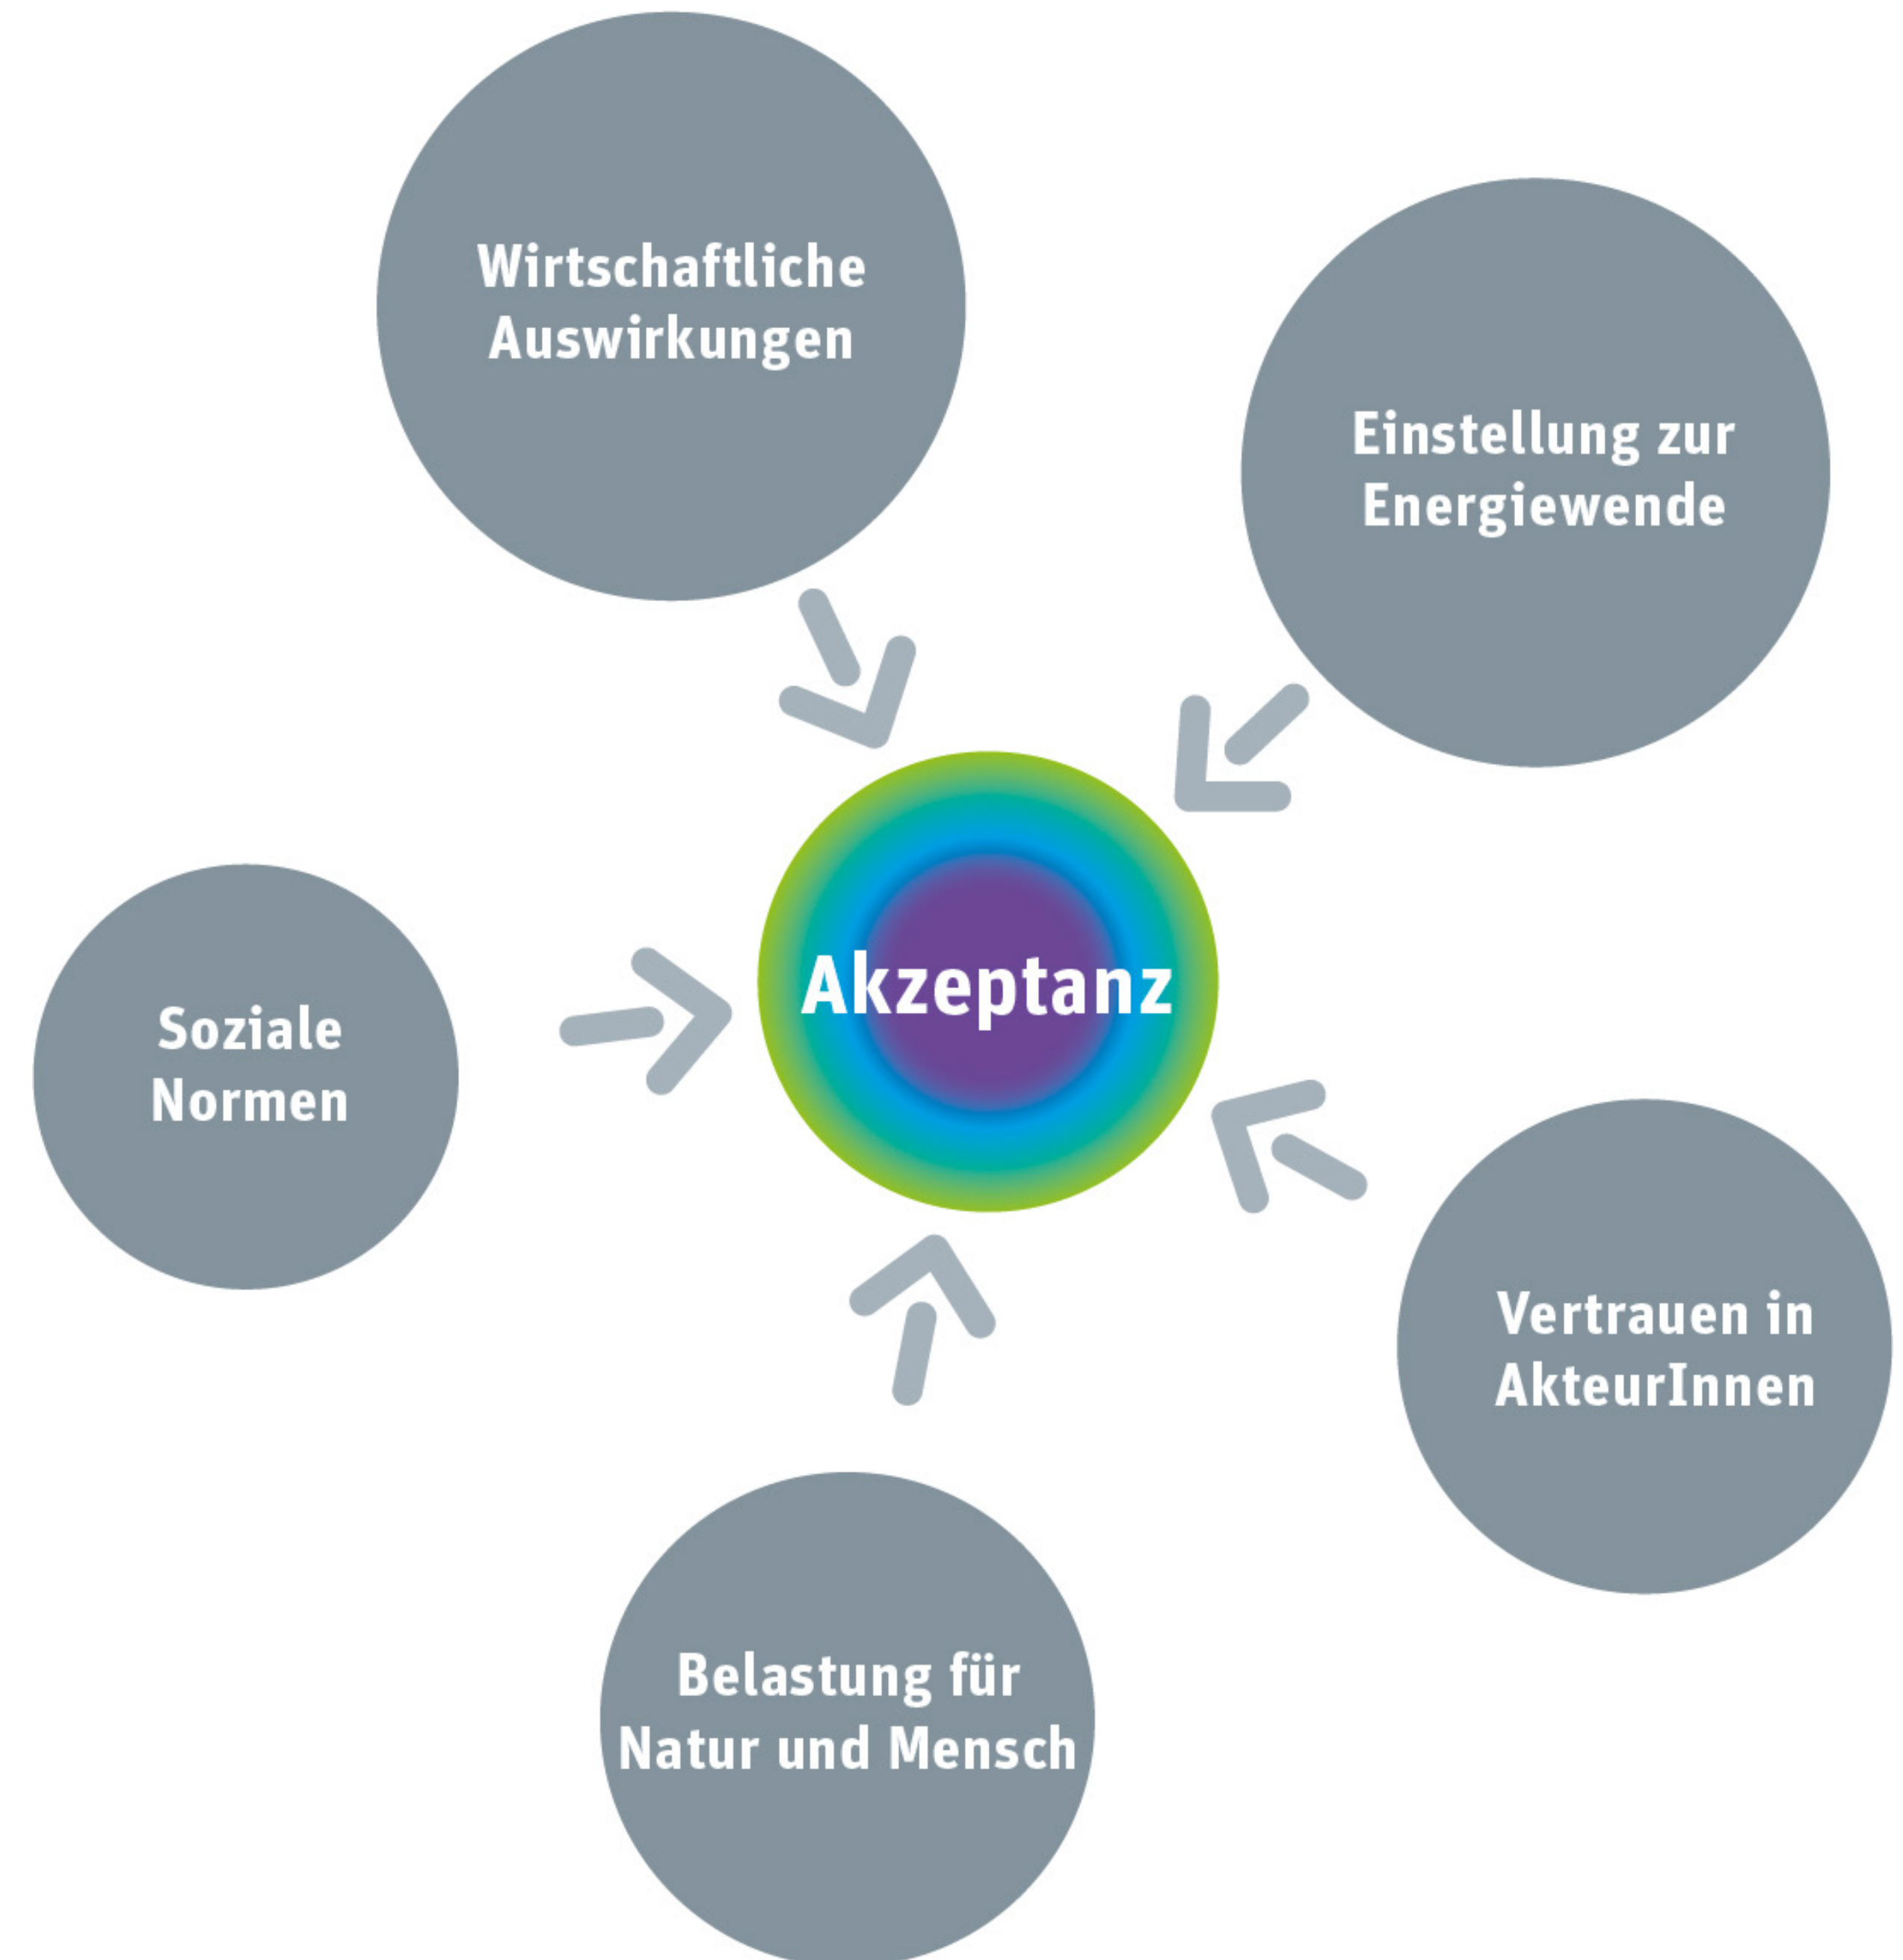 Wirtschaftliche
Auswirkungen
Einstellung zur
Energiewende
Akzeptanz
Soziale
Normen
Vertrauen in
AkteurInnen
Belastung für
Natur und Mensch